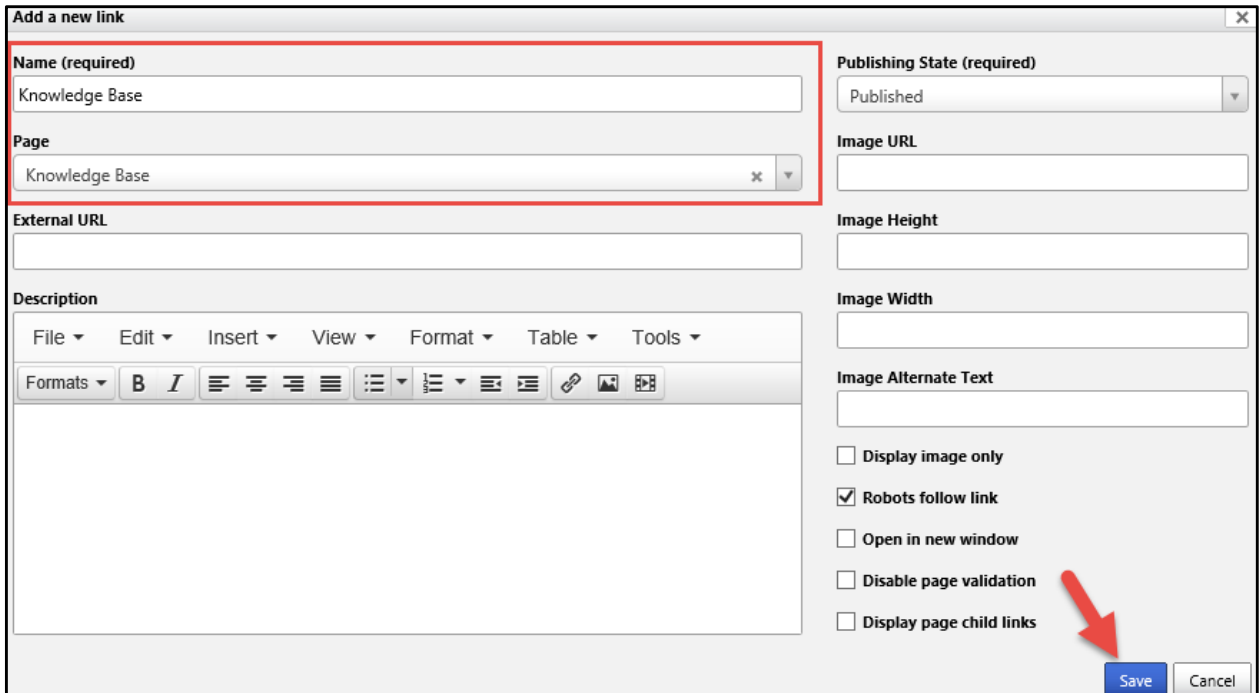 Add a new link
Name (required)
Knowledge Base
Page
Knowledge Base
External URL
Description
File Edit Insert View Format Table Tools
Formats B I
Publishing State (required)
Published
Image URL
Image Height
Image Width
Image Alternate Text
Display image only
Robots follow link
Open in new window
Disable page validation
Display page child links
Save Cancel